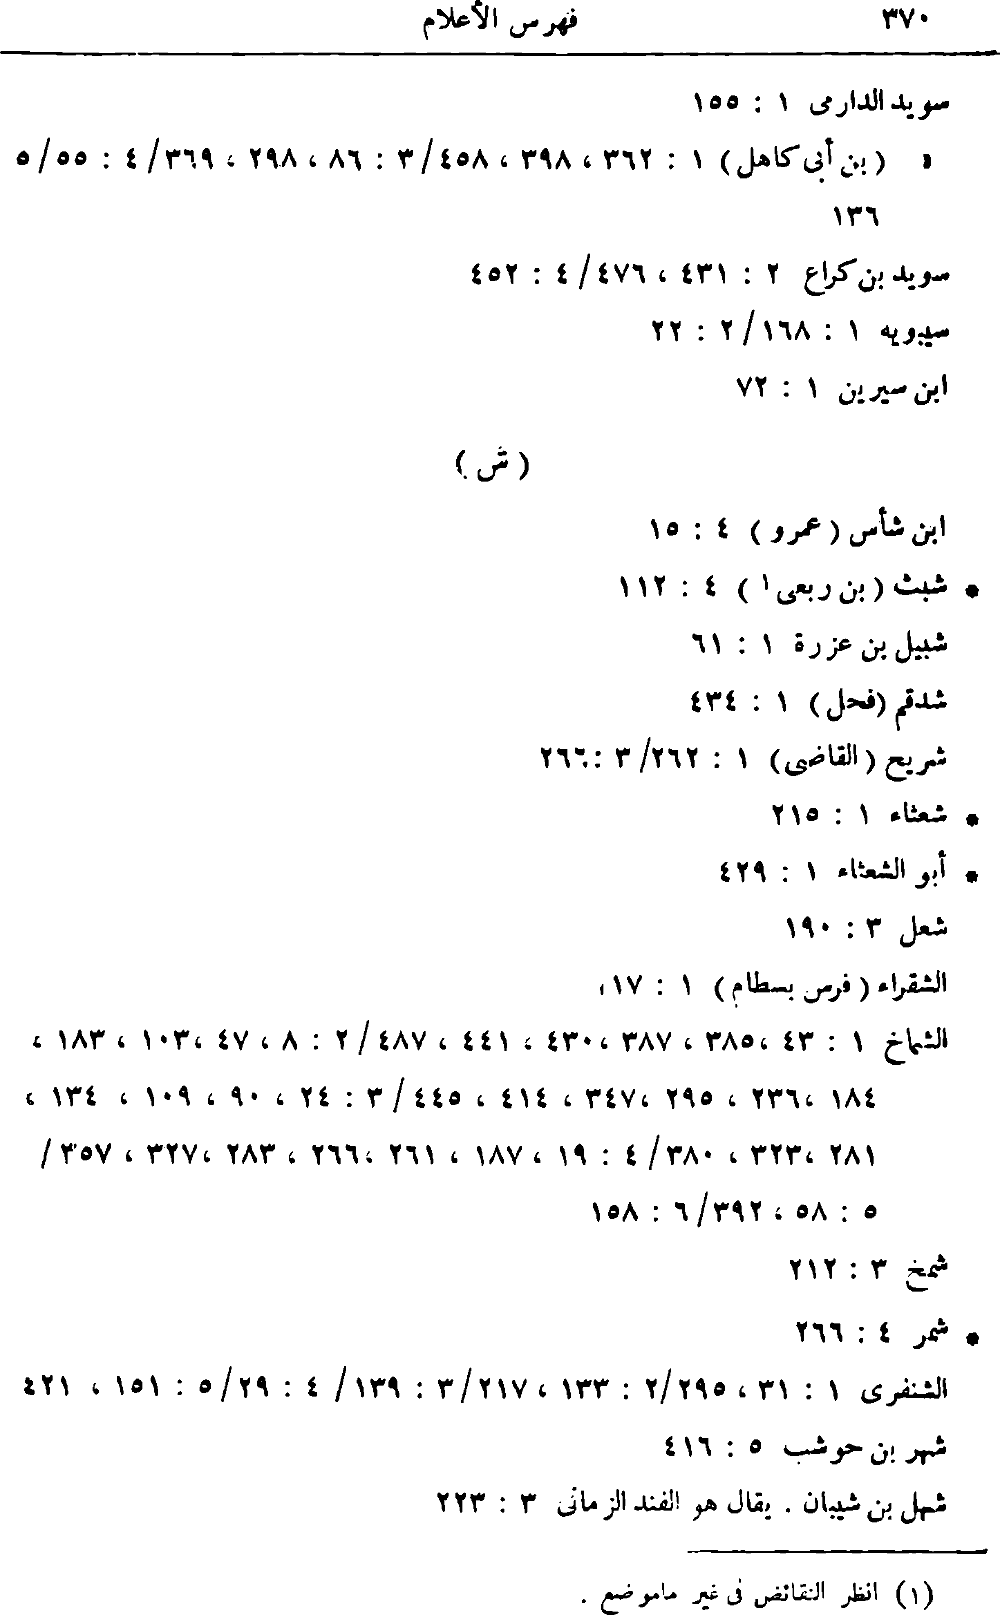 ٣٧٠ فهرس الأعلام
سويد الدارمى ١ : ١٥٥
« ( بن أبى كاهل ) ١ : ٣٦٢ ، ٣٩٨ ، ٤٥٨/ ٣ : ٨٦ ، ٢٩٨ ، ٣٦٩/ ٤ : ٥٥/ ٥
١٣٦
سويد بن كراع ٢ : ٤٣١ ، ٤٧٦/ ٤ : ٤٥٢
سيبويه ١ : ١٦٨/ ٢ : ٢٢
ابن سيرين ١ : ٧٢
( ش )
ابن شأس ( عمرو ) ٤ : ١٥
* شبث ( بن ربعى ١ ) ٤ : ١١٢
شبيل بن عزرة ١ : ٦١
شدقم (فحل ) ١ : ٤٣٤
شريح ( القاضى ) ١ : ٢٦٢/ ٣ : ٢٦٦
* شعثاء ١ : ٢١٥
* أبو الشعثاء ١ : ٤٢٩
شعل ٣ : ١٩٠
الشقراء ( فرس بسطام ) ١ : ١٧،
الشماخ ١ : ٤٣ ، ٣٨٥ ، ٣٨٧ ، ٤٣٠ ، ٤٤١ ، ٤٨٧/ ٢ : ٨ ، ٤٧ ، ١٠٣ ، ١٨٣ ،
١٨٤ ، ٢٣٦ ، ٢٩٥ ، ٣٤٧ ، ٤١٤ ، ٤٤٥/ ٣ : ٢٤ ، ٩٠ ، ١٠٩ ، ١٣٤ ،
٢٨١ ، ٣٢٣ ، ٣٨٠/ ٤ : ١٩ ، ١٨٧ ، ٢٦١ ، ٢٦٦ ، ٢٨٣ ، ٣٢٧ ، ٣٥٧/
٥ : ٥٨ ، ٣٩٢/ ٦ : ١٥٨
شمخ ٣ : ٢١٢
* شمر ٤ : ٢٦٦
الشنفرى ١ : ٣١ ، ٢٩٥/ ٢ : ١٣٣ ، ٢١٧/ ٣ : ١٣٩/ ٤ : ٢٩/ ٥ : ١٥١ ، ٤٢١
شهر بن حوشب ٥ : ٤١٦
شهل بن شيبان . يقال هو الفند الزمانى ٣ : ٢٢٣
(١) انظر النقائض فى غير ماموضع .